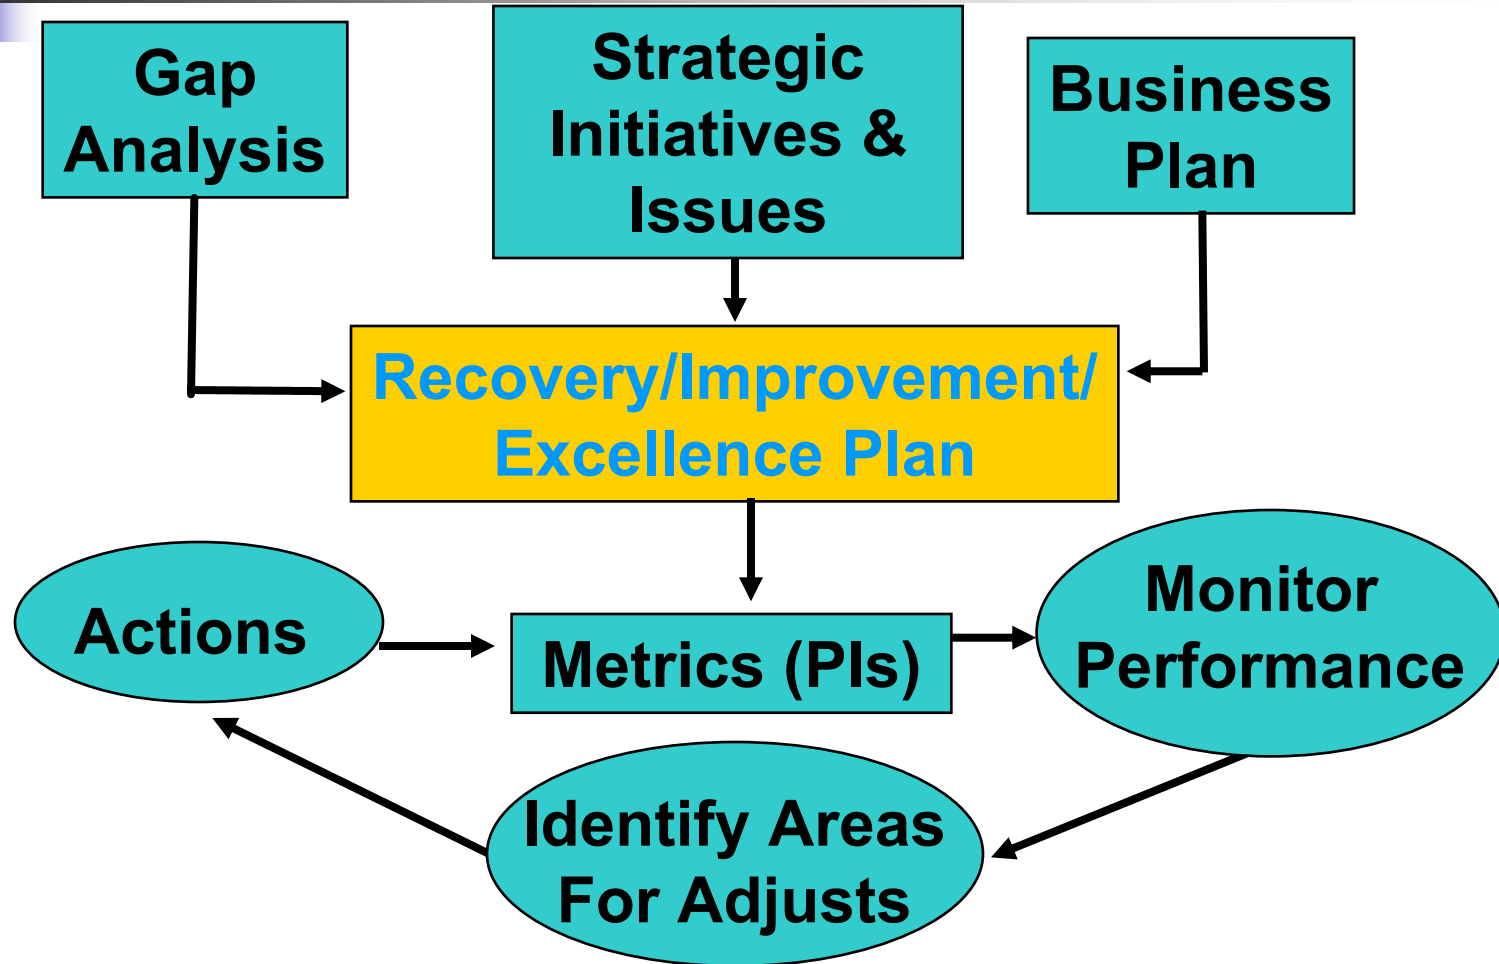 Gap
Analysis
Strategic
Initiatives &
Issues
Business
Plan
Recovery/Improvement/
Excellence Plan
Actions
Metrics (PIs)
Monitor
Performance
Identify Areas
For Adjusts